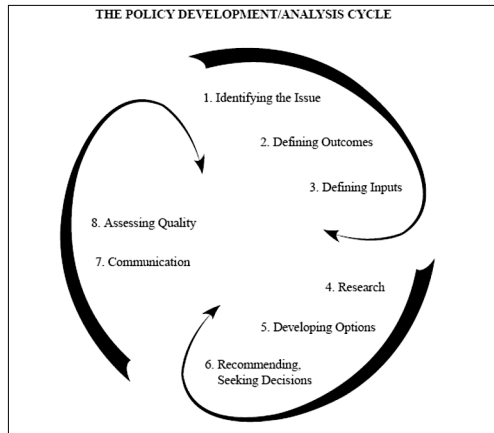 THE POLICY DEVELOPMENT/ANALYSIS CYCLE
1. Identifying the Issue
2. Defining Outcomes
3. Defining Inputs
4. Research
5. Developing Options
6. Recommending,
Seeking Decisions
7. Communication
8. Assessing Quality